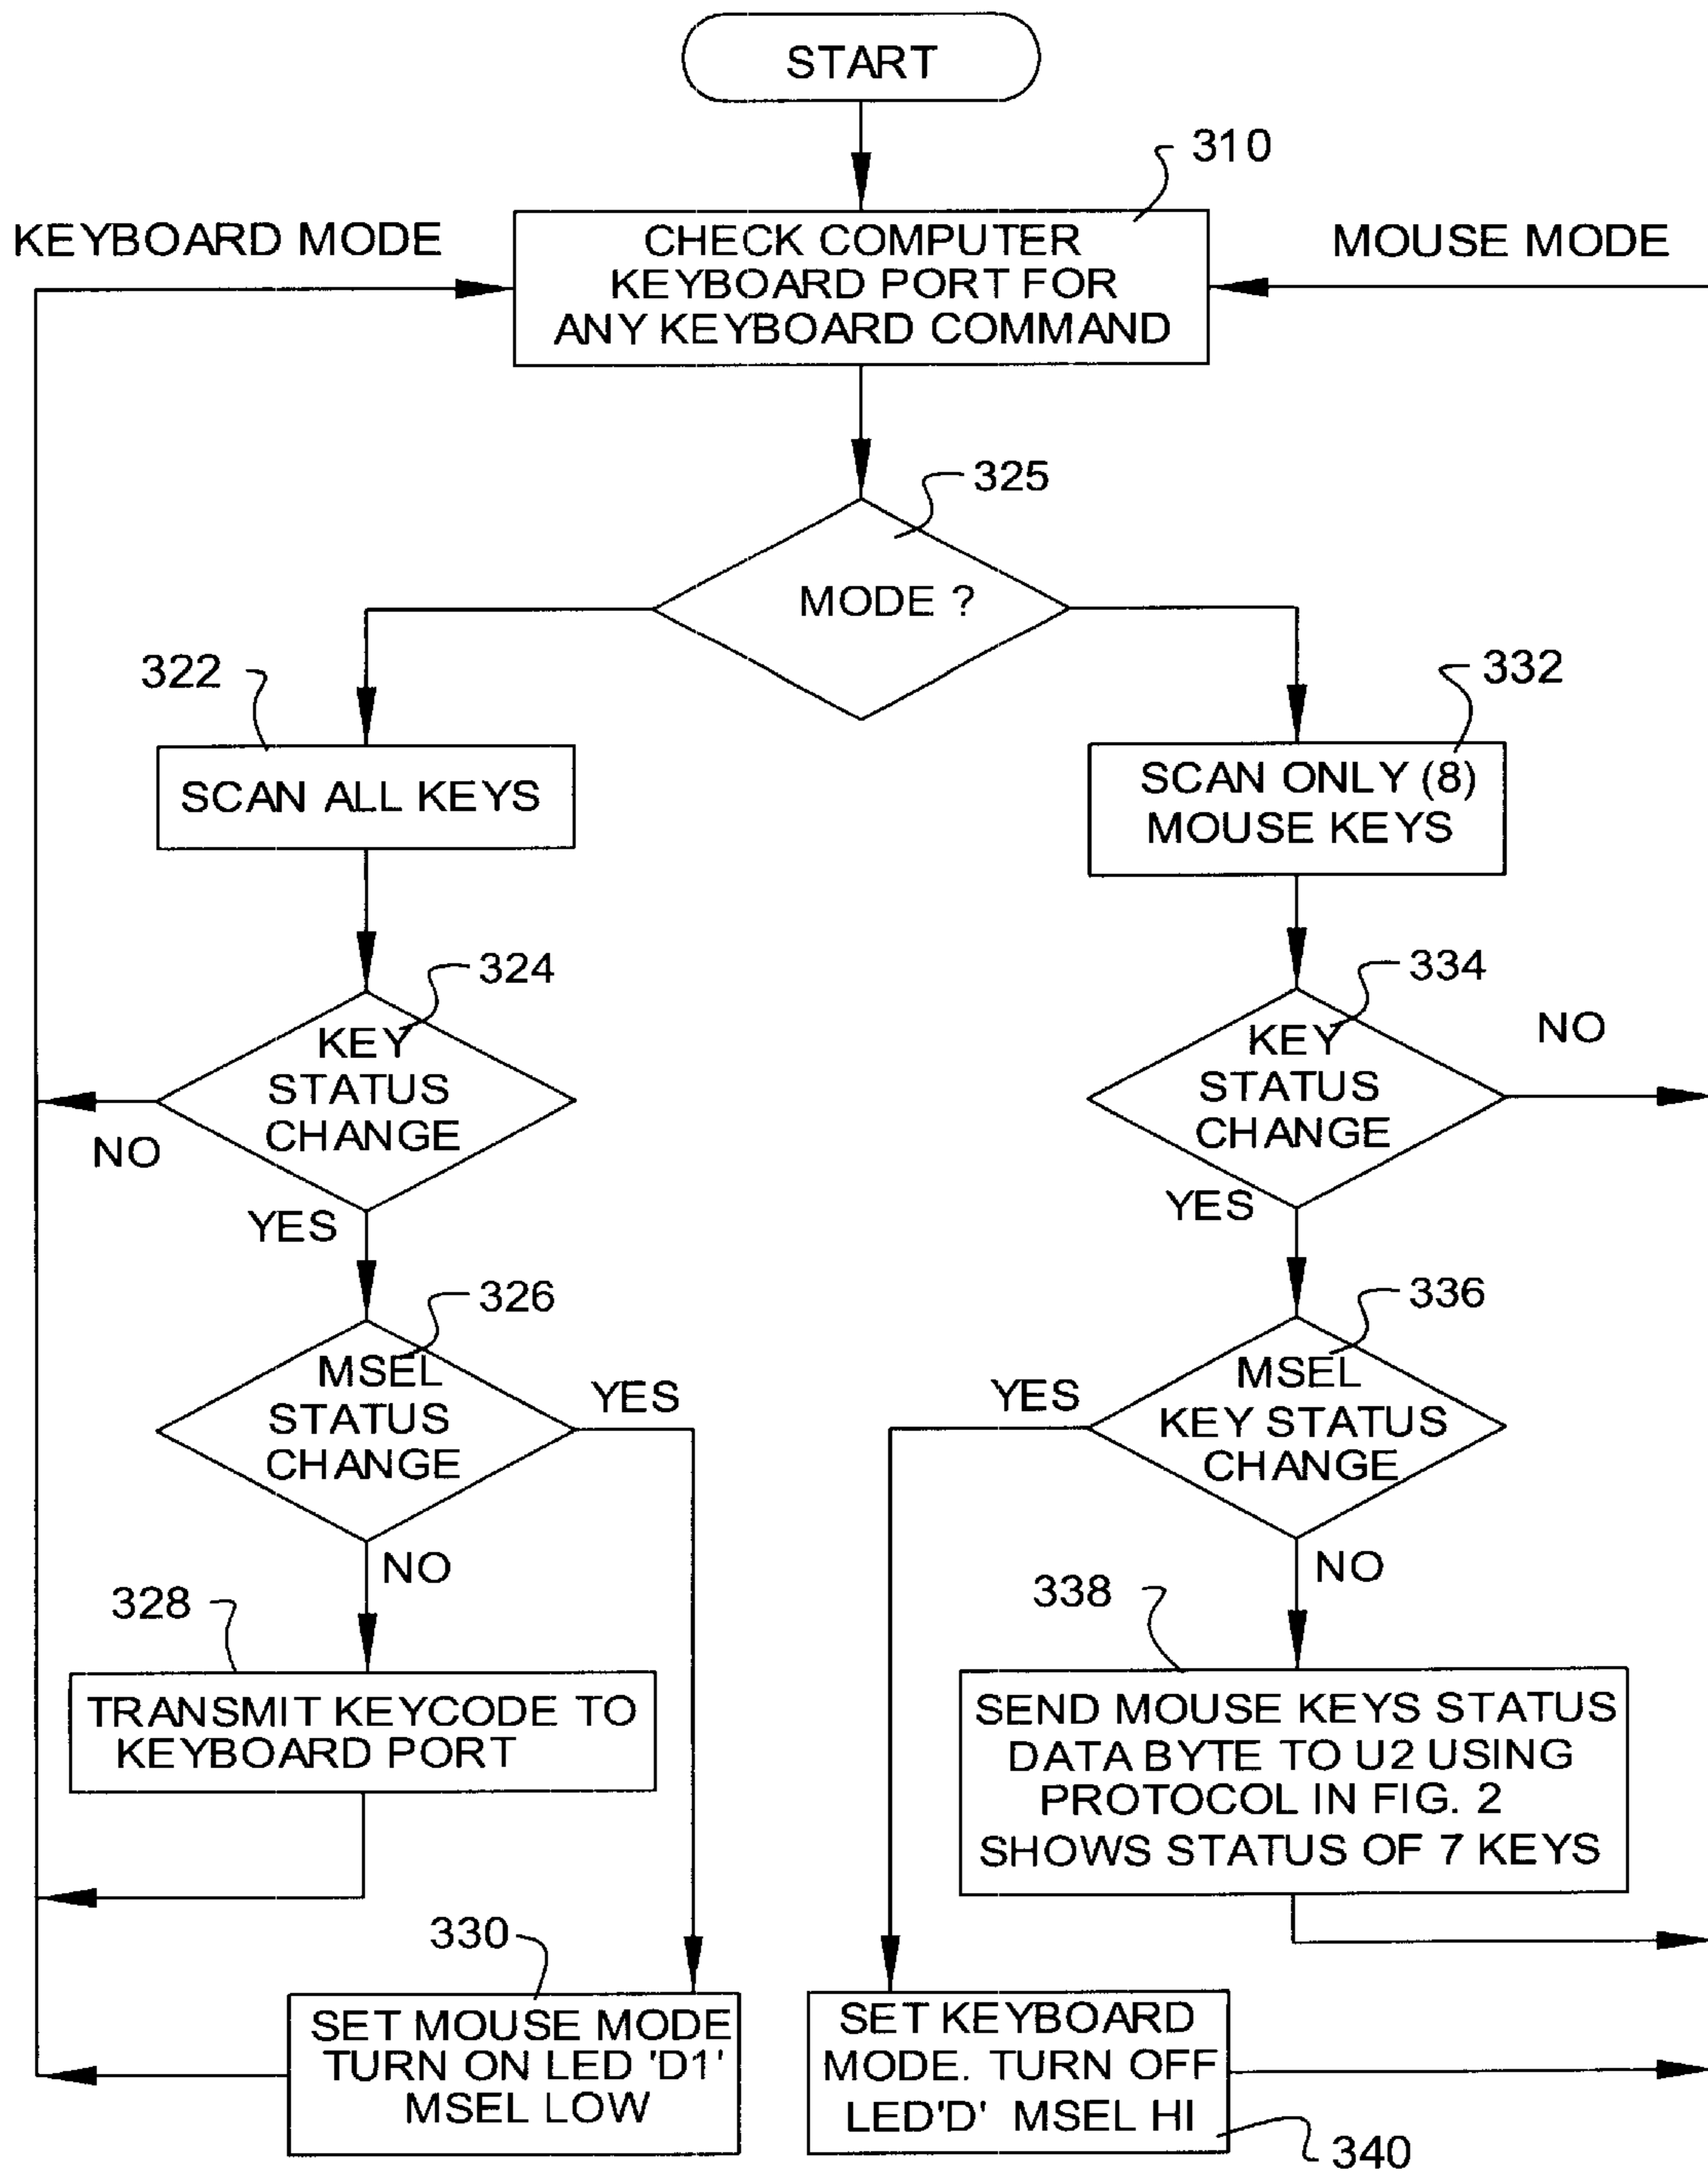 START
310
KEYBOARD MODE
CHECK COMPUTER
KEYBOARD PORT FOR
ANY KEYBOARD COMMAND
MOUSE MODE
325
MODE ?
322
SCAN ALL KEYS
332
SCAN ONLY (8)
MOUSE KEYS
324
KEY
STATUS
CHANGE
NO
YES
334
KEY
STATUS
CHANGE
NO
YES
326
MSEL
STATUS
CHANGE
YES
NO
336
MSEL
KEY STATUS
CHANGE
YES
NO
328
TRANSMIT KEYCODE TO
KEYBOARD PORT
338
SEND MOUSE KEYS STATUS
DATA BYTE TO U2 USING
PROTOCOL IN FIG. 2
SHOWS STATUS OF 7 KEYS
330
SET MOUSE MODE
TURN ON LED 'D1'
MSEL LOW
SET KEYBOARD
MODE. TURN OFF
LED'D' MSEL HI
340